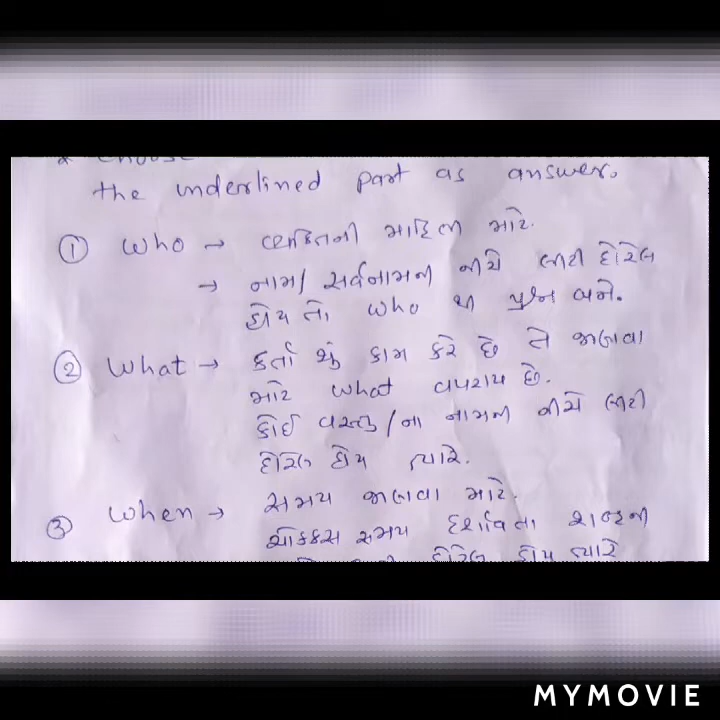 * Choose
the underlined part as answer.
① Who → વ્યક્તિની માહિતી માટે.
→ નામ/સર્વનામની નીચે લીટી દોરેલ
હોય તો who થી પ્રશ્ન બને.
② What → કર્તા શું કામ કરે છે તે જાણવા
માટે what વપરાય છે.
કોઈ વસ્તુ/ના નામની નીચે લીટી
દોરેલ હોય ત્યારે.
③ When → સમય જાણવા માટે.
ચોક્કસ સમય દર્શાવતા શબ્દની
દોરેલ હોય ત્યારે
MYMOVIE